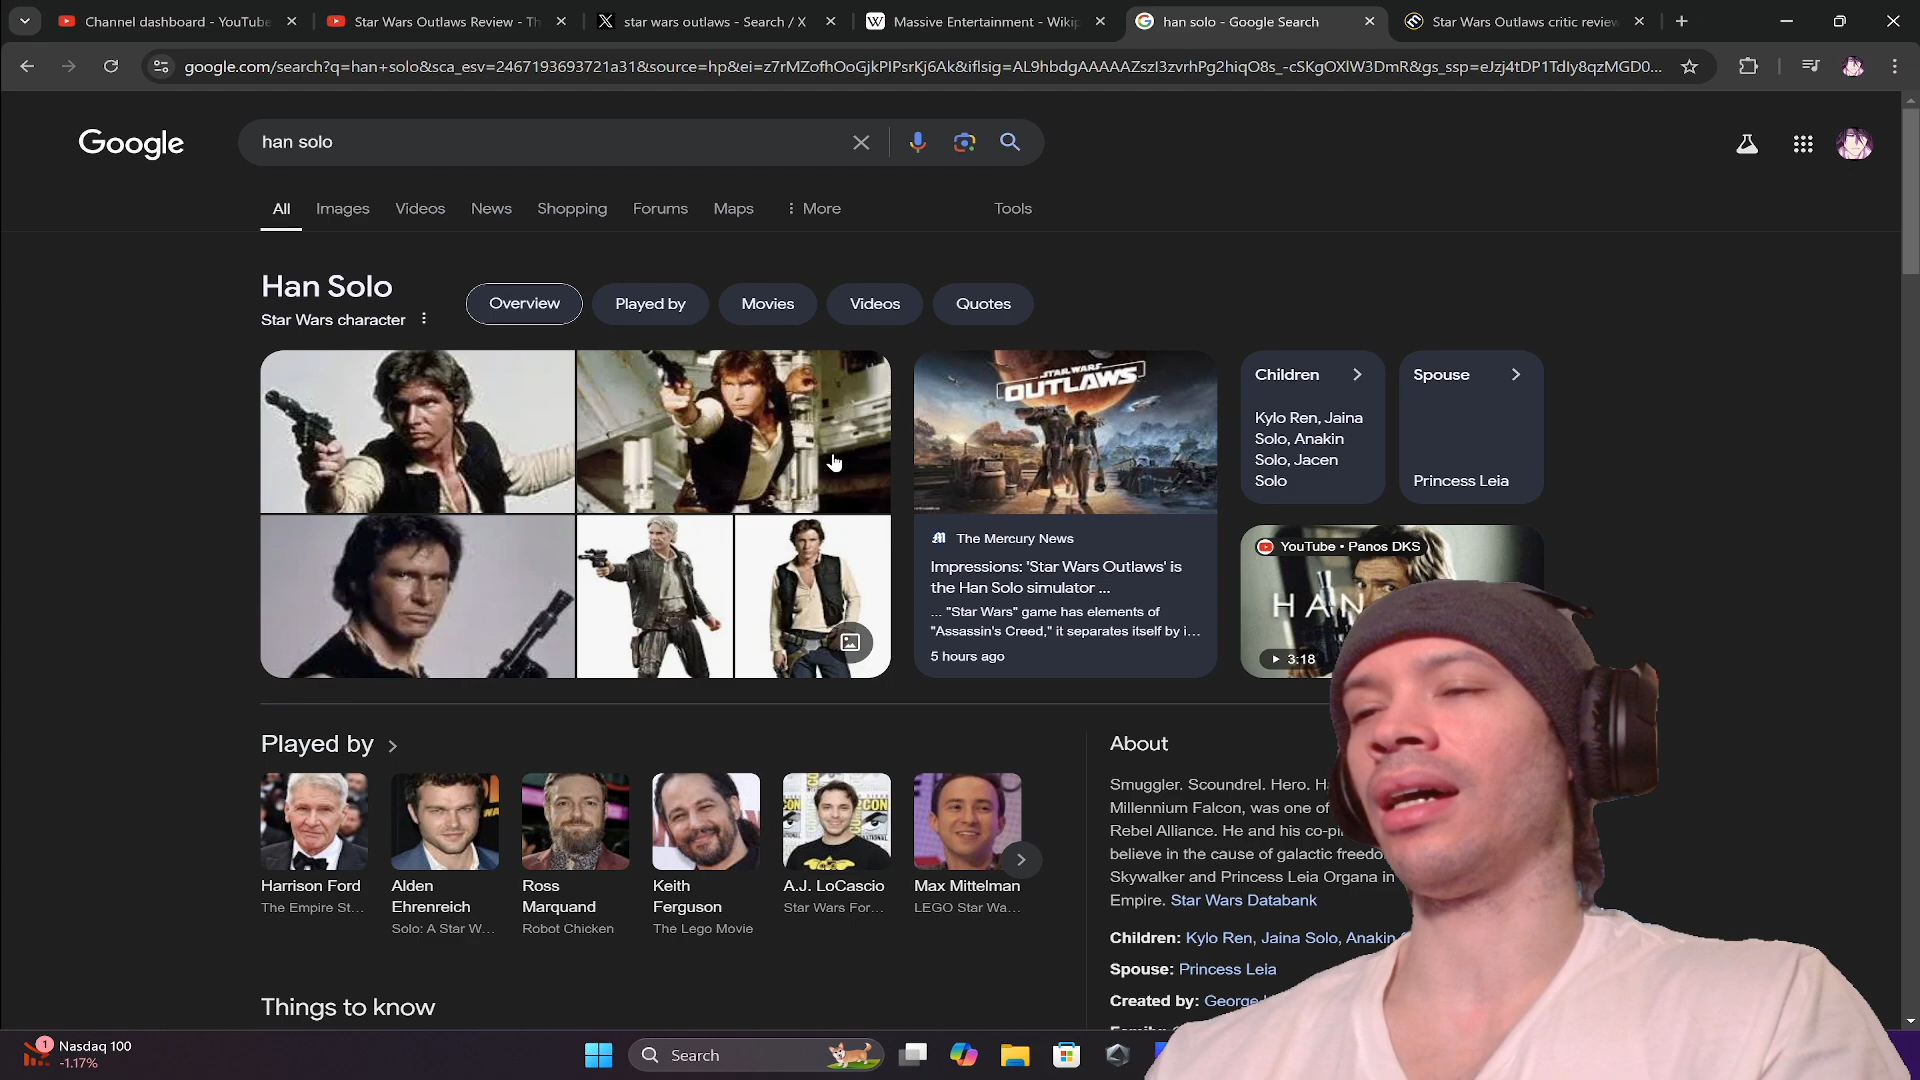 Channel dashboard - YouTube
Star Wars Outlaws Review - Th
star wars outlaws - Search / X
Massive Entertainment - Wikip
han solo - Google Search
Star Wars Outlaws critic review
google.com/search?q=han+solo&sca_esv=2467193693721a31&source=hp&ei=z7rMZofhOoGjkPIPsrKj6Ak&iflsig=AL9hbdgAAAAAZszI3zvrhPg2hiqO8s_-cSKgOXlW3DmR&gs_ssp=eJzj4tDP1Tdly8qzMGD0...
Google
han solo
All
Images
Videos
News
Shopping
Forums
Maps
More
Tools
Han Solo
Star Wars character
Overview
Played by
Movies
Videos
Quotes
STAR WARS
OUTLAWS
The Mercury News
Impressions: 'Star Wars Outlaws' is
the Han Solo simulator ...
... "Star Wars" game has elements of
"Assassin's Creed," it separates itself by i...
5 hours ago
Children
Kylo Ren, Jaina
Solo, Anakin
Solo, Jacen
Solo
Spouse
Princess Leia
YouTube • Panos DKS
HAN
3:18
Played by
Harrison Ford
The Empire St...
Alden
Ehrenreich
Solo: A Star W...
Ross
Marquand
Robot Chicken
Keith
Ferguson
The Lego Movie
A.J. LoCascio
Star Wars For...
Max Mittelman
LEGO Star Wa...
About
Smuggler. Scoundrel. Hero. H
Millennium Falcon, was one of
Rebel Alliance. He and his co-pi
believe in the cause of galactic freedo
Skywalker and Princess Leia Organa in
Empire. Star Wars Databank
Children: Kylo Ren, Jaina Solo, Anakin
Spouse: Princess Leia
Created by: George
Things to know
1
Nasdaq 100
-1.17%
Search